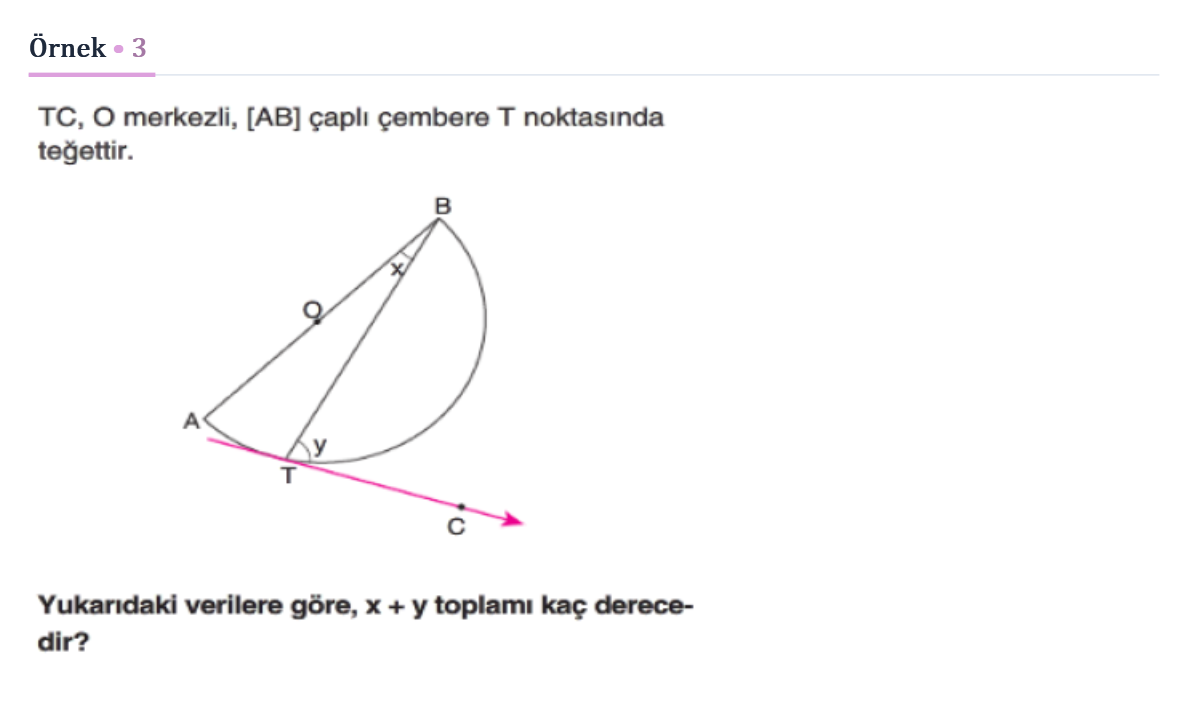 Örnek • 3
TC, O merkezli, [AB] çaplı çembere T noktasında
teğettir.
B
x
O
A
y
T
C
Yukarıdaki verilere göre, x + y toplamı kaç derece-
dir?